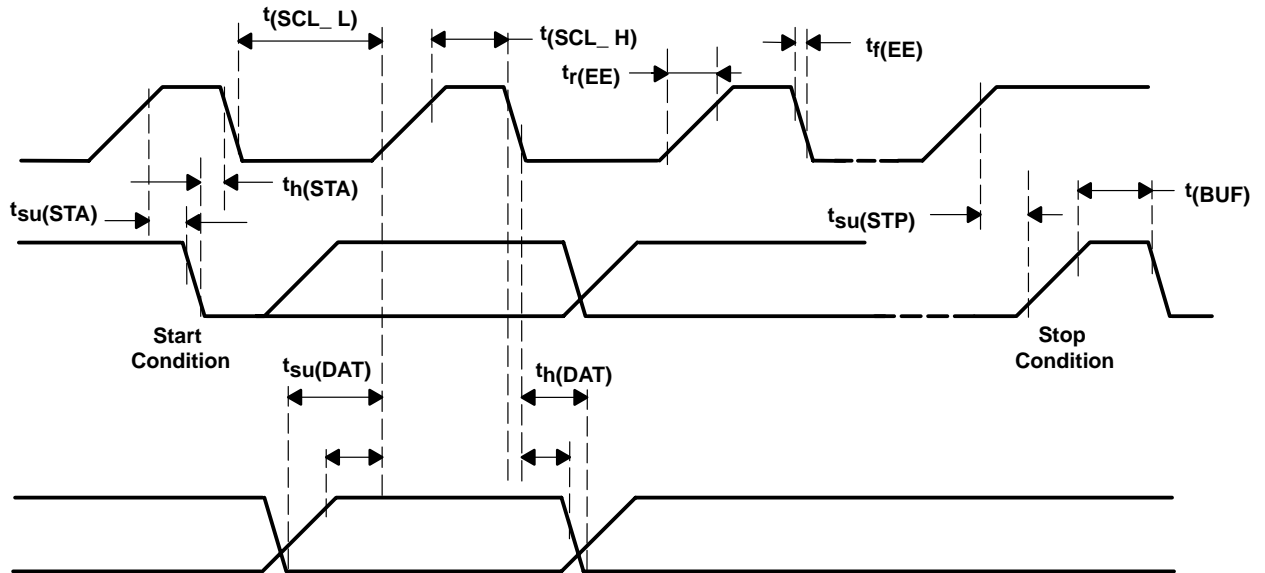 t(SCL_ L)
t(SCL_ H)
tf(EE)
tr(EE)
th(STA)
tsu(STA)
tsu(STP)
t(BUF)
Start
Condition
Stop
Condition
tsu(DAT)
th(DAT)